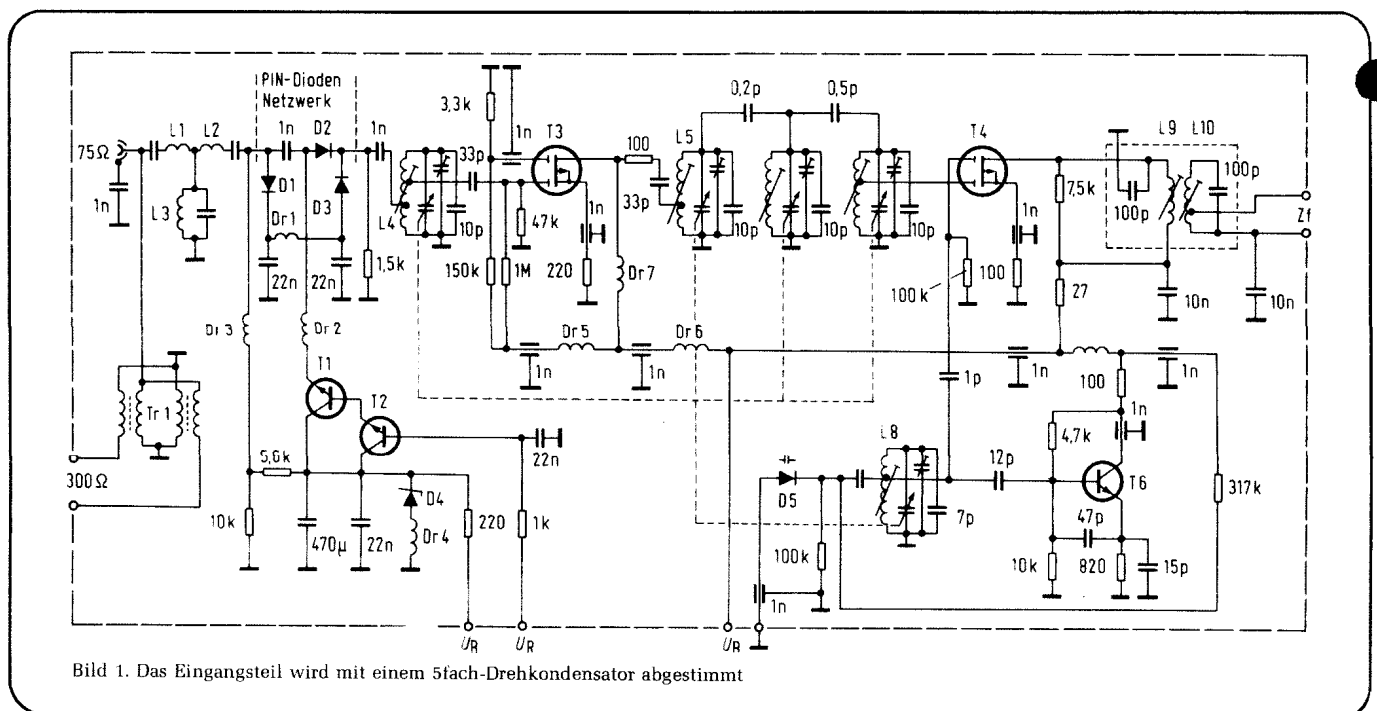 PIN-Dioden
Netzwerk
0,2p
0,5p
3,3k
1n
T3
L5
T4
L9
L10
75Ω
L1
L2
1n
D2
1n
100
100p
1n
D1
D3
L4
33p
33p
7,5k
100p
Zf
L3
Dr1
10p
47k
1n
10p
10p
10p
1n
22n
22n
1,5k
150k
1M
220
Dr7
100k
100
27
10n
10n
Dr3
Dr2
Dr5
Dr6
T1
1n
1n
1p
1n
100
1n
Tr1
T2
L8
4,7k
1n
22n
12p
T6
317k
300Ω
5,6k
D4
D5
7p
47p
10k
470µ
22n
Dr4
220
1k
100k
10k
820
15p
1n
UR
UR
UR
Bild 1. Das Eingangsteil wird mit einem 5fach-Drehkondensator abgestimmt